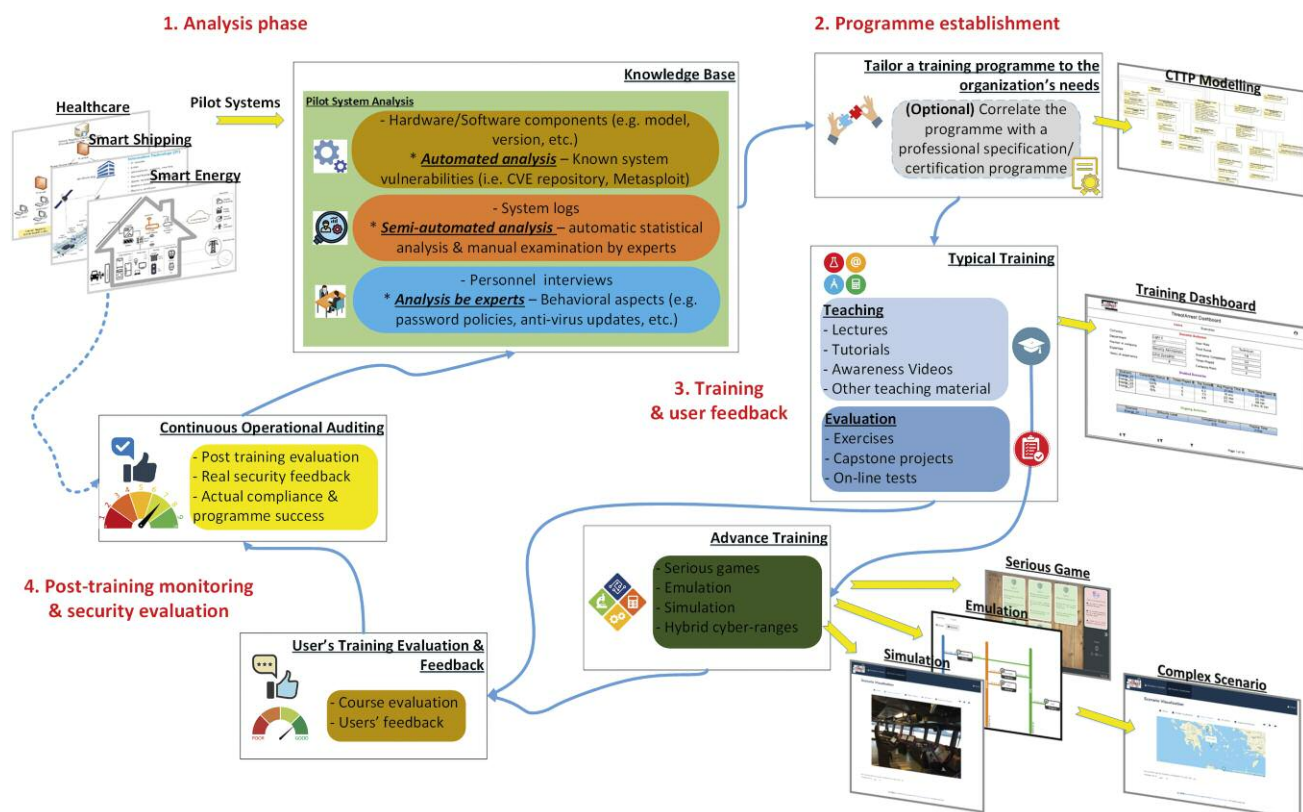 1. Analysis phase
2. Programme establishment
Healthcare
Smart Shipping
Smart Energy
Pilot Systems
Knowledge Base
Pilot System Analysis
- Hardware/Software components (e.g. model,
version, etc.)
* Automated analysis – Known system
vulnerabilities (i.e. CVE repository, Metasploit)
- System logs
* Semi-automated analysis – automatic statistical
analysis & manual examination by experts
- Personnel interviews
* Analysis be experts – Behavioral aspects (e.g.
password policies, anti-virus updates, etc.)
Tailor a training programme to the
organization's needs
(Optional) Correlate the
programme with a
professional specification/
certification programme
CTTP Modelling
Typical Training
Teaching
- Lectures
- Tutorials
- Awareness Videos
- Other teaching material
Evaluation
- Exercises
- Capstone projects
- On-line tests
Training Dashboard
3. Training
& user feedback
Continuous Operational Auditing
- Post training evaluation
- Real security feedback
- Actual compliance &
programme success
Advance Training
- Serious games
- Emulation
- Simulation
- Hybrid cyber-ranges
Serious Game
Emulation
Simulation
Complex Scenario
4. Post-training monitoring
& security evaluation
User's Training Evaluation &
Feedback
- Course evaluation
- Users' feedback
POOR
GOOD